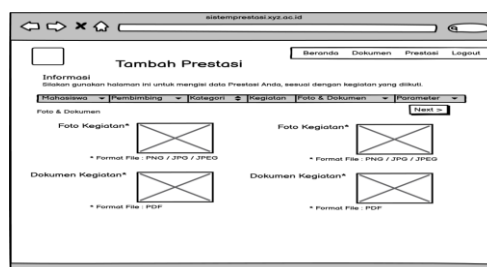 sistemprestasi.xyz.ac.id
Beranda Dokumen Prestasi Logout
Tambah Prestasi
Informasi
Silakan gunakan halaman ini untuk mengisi data Prestasi Anda, sesuai dengan kegiatan yang diikuti.
Mahasiswa Pembimbing Kategori Kegiatan Foto & Dokumen Parameter
Foto & Dokumen
Next >
Foto Kegiatan* Foto Kegiatan*
* Format File : PNG / JPG / JPEG * Format File : PNG / JPG / JPEG
Dokumen Kegiatan* Dokumen Kegiatan*
* Format File : PDF * Format File : PDF